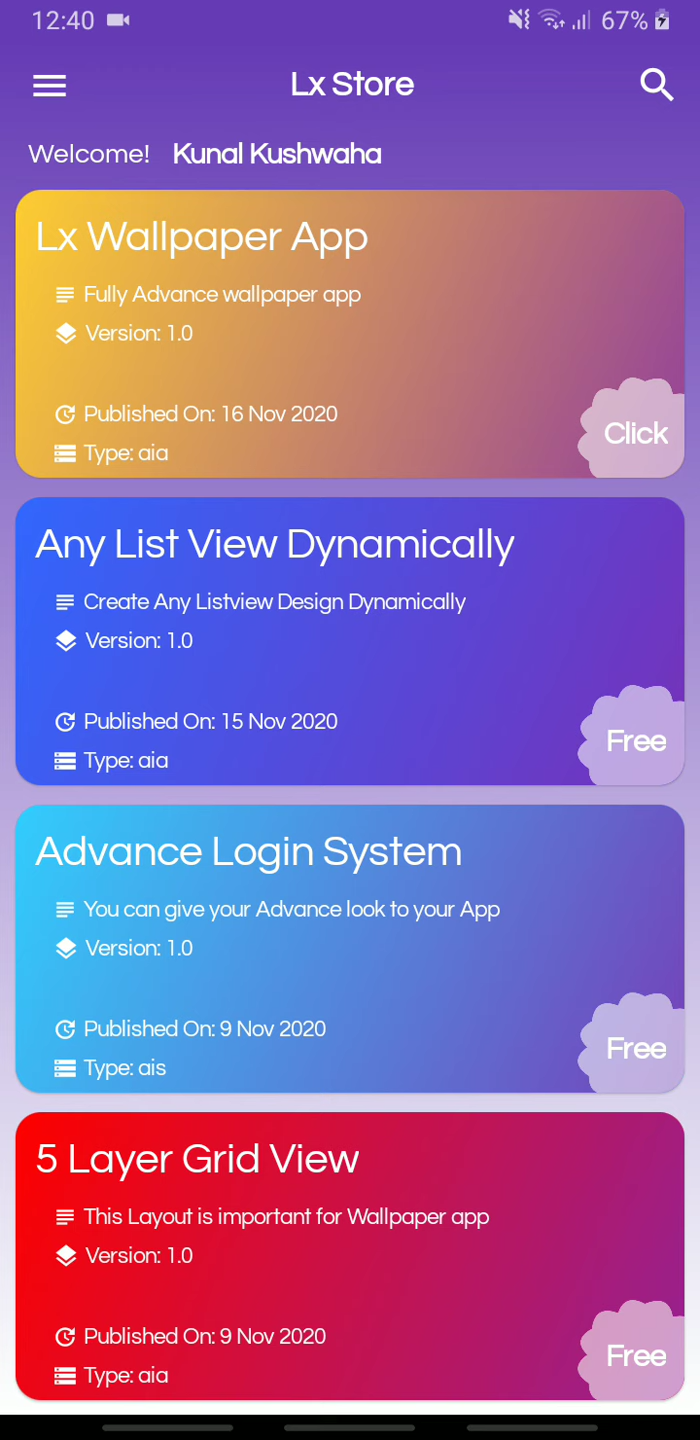 12:40 67%
Lx Store
Welcome! Kunal Kushwaha
Lx Wallpaper App
Fully Advance wallpaper app
Version: 1.0
Published On: 16 Nov 2020
Click
Type: aia
Any List View Dynamically
Create Any Listview Design Dynamically
Version: 1.0
Published On: 15 Nov 2020
Free
Type: aia
Advance Login System
You can give your Advance look to your App
Version: 1.0
Published On: 9 Nov 2020
Free
Type: ais
5 Layer Grid View
This Layout is important for Wallpaper app
Version: 1.0
Published On: 9 Nov 2020
Free
Type: aia